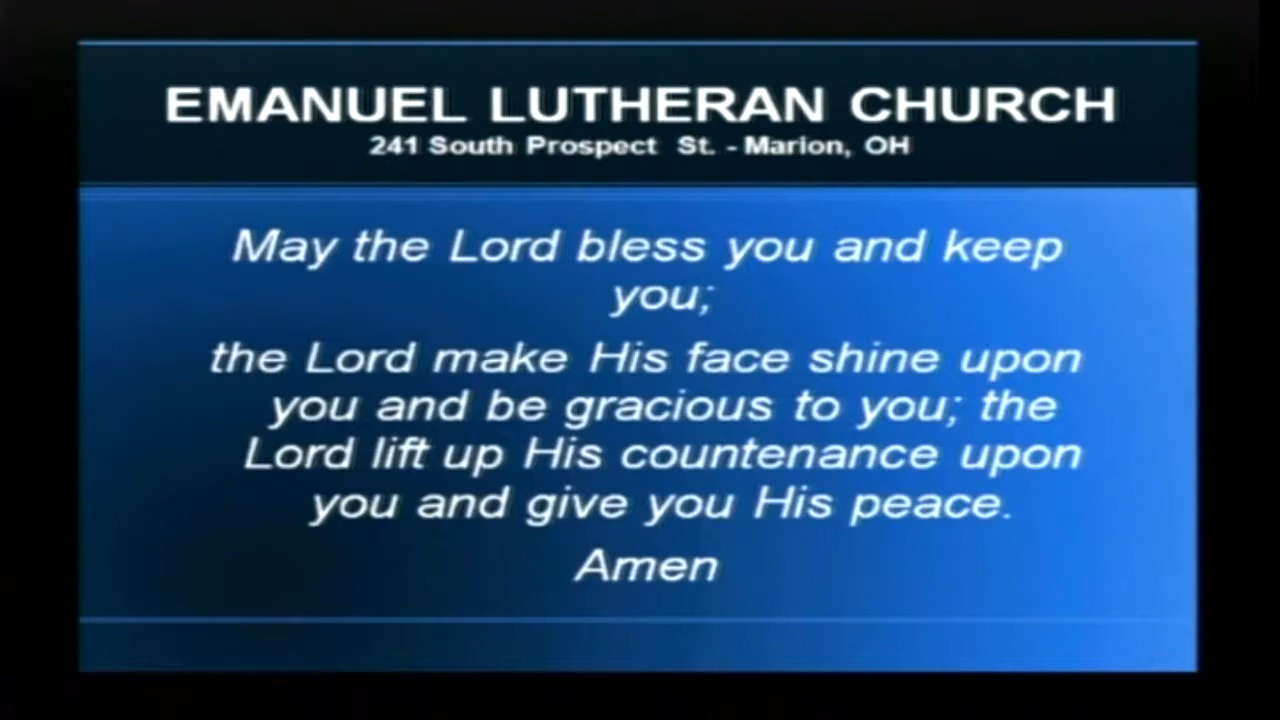 EMANUEL LUTHERAN CHURCH
241 South Prospect St. - Marion, OH
May the Lord bless you and keep
you;
the Lord make His face shine upon
you and be gracious to you; the
Lord lift up His countenance upon
you and give you His peace.
Amen